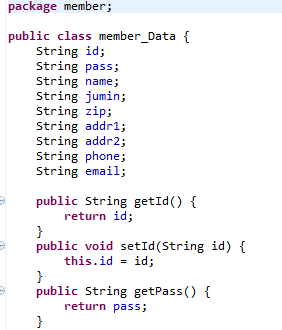 package member;
public class member_Data {
String id;
String pass;
String name;
String jumin;
String zip;
String addr1;
String addr2;
String phone;
String email;
public String getId() {
return id;
}
public void setId(String id) {
this.id = id;
}
public String getPass() {
return pass;
}